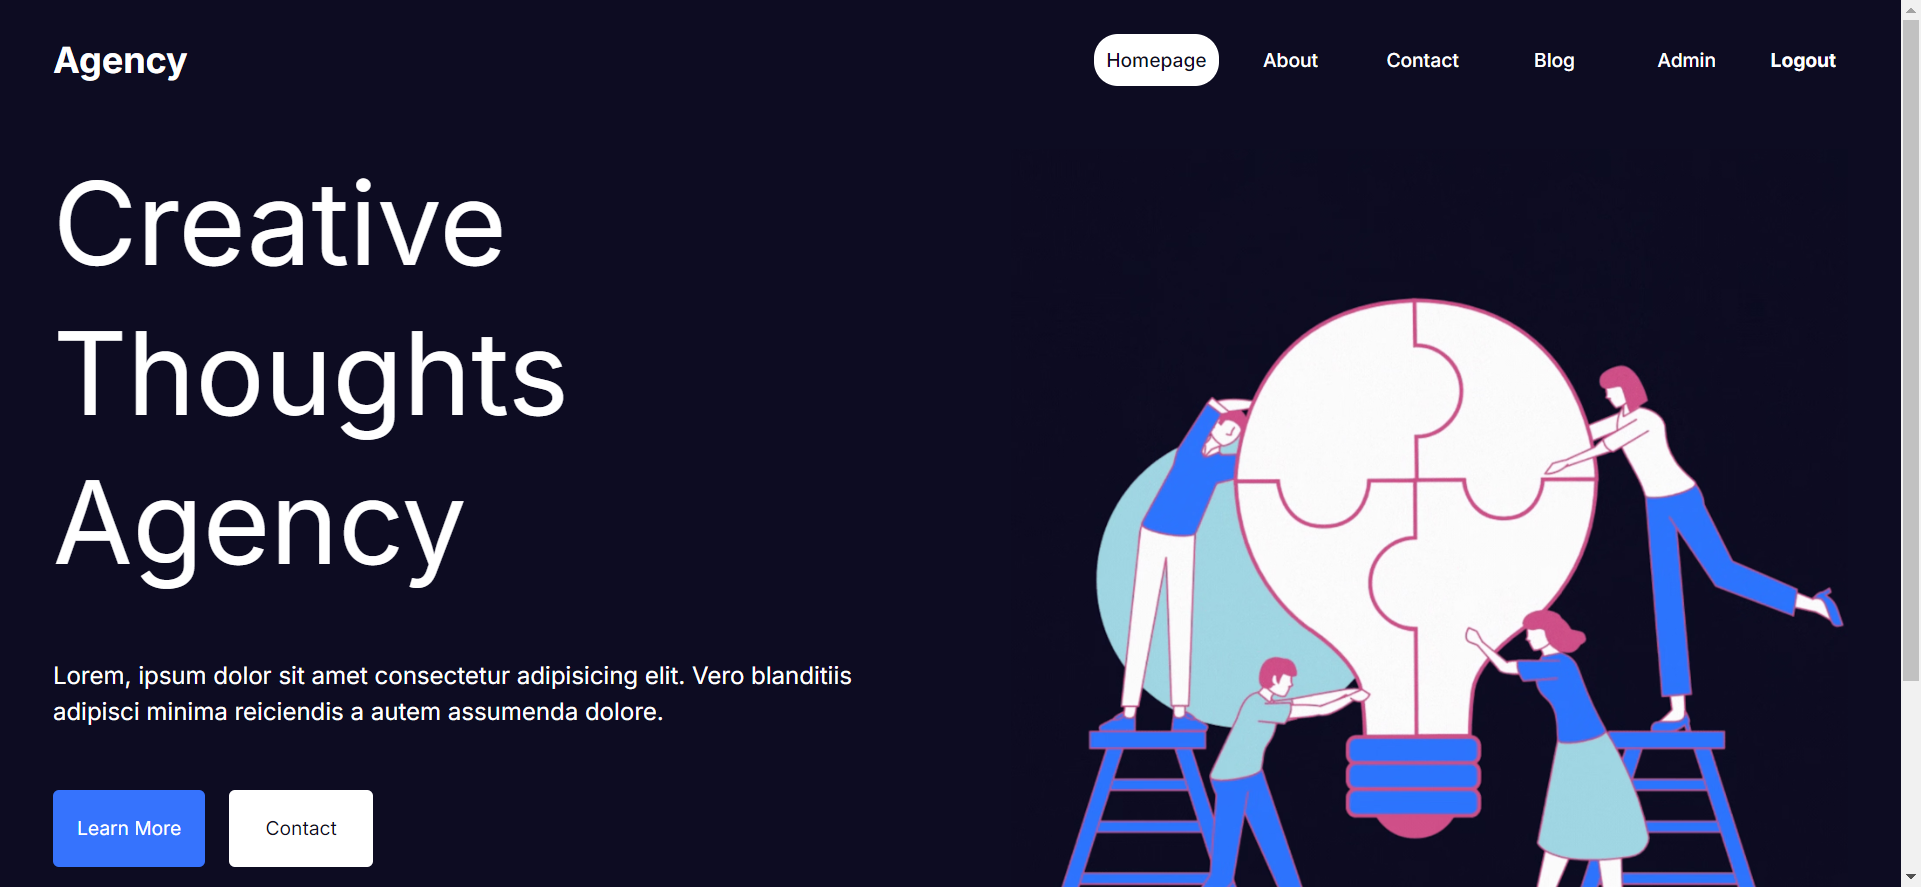 Agency
Homepage About Contact Blog Admin Logout
Creative
Thoughts
Agency
Lorem, ipsum dolor sit amet consectetur adipisicing elit. Vero blanditiis
adipisci minima reiciendis a autem assumenda dolore.
Learn More Contact